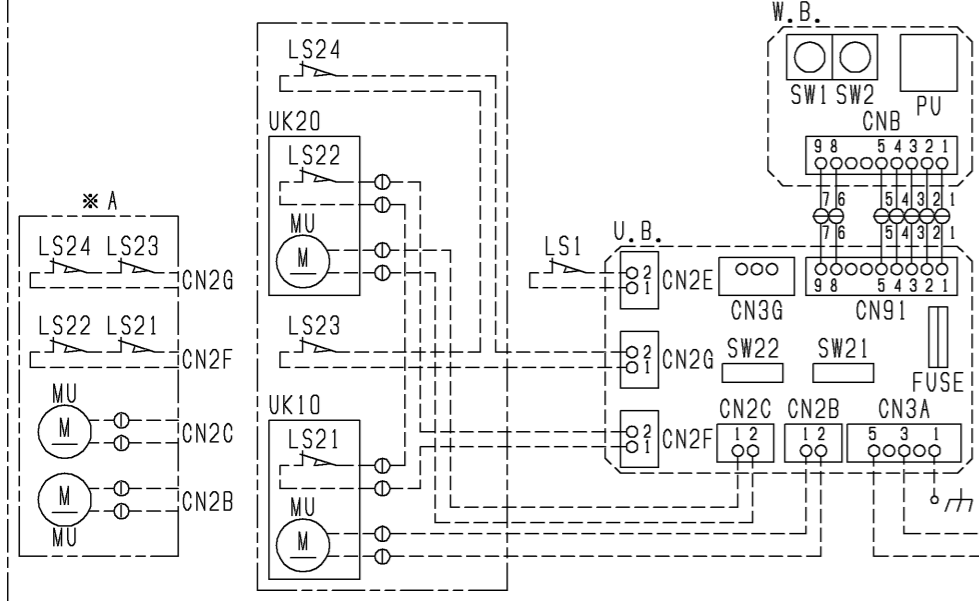 W.B.
SW1 SW2 PV
CNB
9 8 5 4 3 2 1
7 6 5 4 3 2 1
7 6 5 4 3 2 1
9 8 5 4 3 2 1
CN91
U.B.
LS1
2
1
CN2E
CN3G
2
1
CN2G
SW22 SW21
FUSE
2
1
CN2F
CN2C CN2B CN3A
1 2 1 2 5 3 1
LS24
UK20
LS22
MU
M
LS23
UK10
LS21
MU
M
※A
LS24 LS23
CN2G
LS22 LS21
CN2F
MU
M
CN2C
M
CN2B
MU